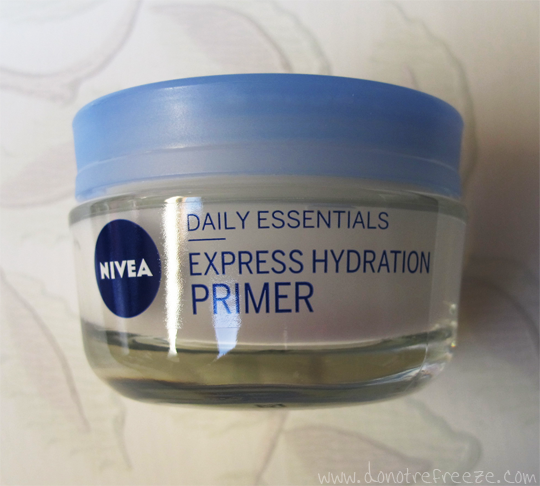 NIVEA
DAILY ESSENTIALS
EXPRESS HYDRATION
PRIMER
www.donotrefreeze.com